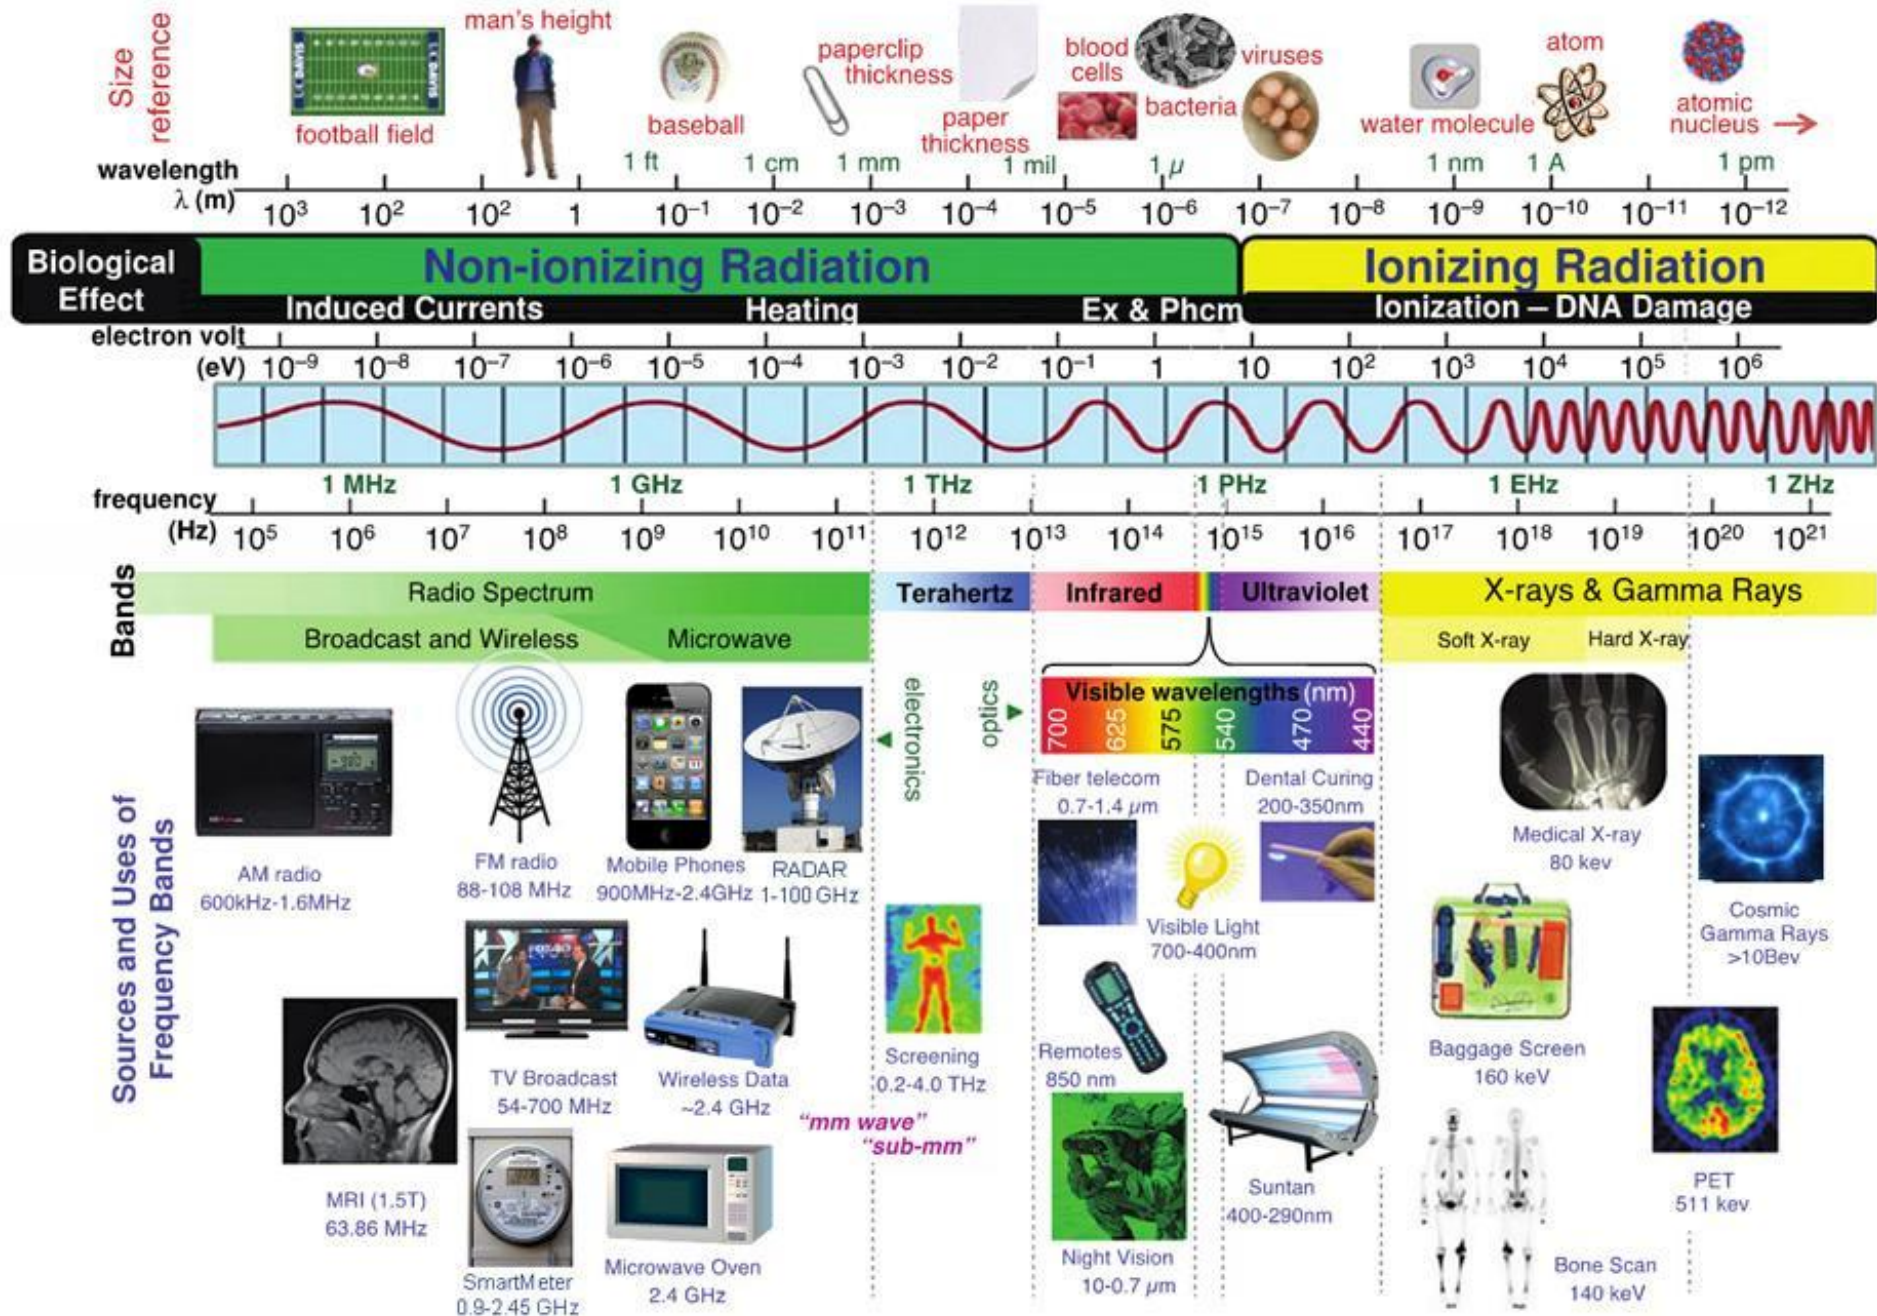 Size
reference
man's height
football field
baseball
paperclip
thickness
paper
thickness
blood
cells
bacteria
viruses
water molecule
atom
atomic
nucleus
1 ft 1 cm 1 mm 1 mil 1 µ 1 nm 1 A 1 pm
wavelength
λ (m) 10³ 10² 10² 1 10⁻¹ 10⁻² 10⁻³ 10⁻⁴ 10⁻⁵ 10⁻⁶ 10⁻⁷ 10⁻⁸ 10⁻⁹ 10⁻¹⁰ 10⁻¹¹ 10⁻¹²
Biological
Effect
Non-ionizing Radiation
Ionizing Radiation
Induced Currents Heating Ex & Phcm
Ionization – DNA Damage
electron volt
(eV) 10⁻⁹ 10⁻⁸ 10⁻⁷ 10⁻⁶ 10⁻⁵ 10⁻⁴ 10⁻³ 10⁻² 10⁻¹ 1 10 10² 10³ 10⁴ 10⁵ 10⁶
1 MHz 1 GHz 1 THz 1 PHz 1 EHz 1 ZHz
frequency
(Hz) 10⁵ 10⁶ 10⁷ 10⁸ 10⁹ 10¹⁰ 10¹¹ 10¹² 10¹³ 10¹⁴ 10¹⁵ 10¹⁶ 10¹⁷ 10¹⁸ 10¹⁹ 10²⁰ 10²¹
Bands
Radio Spectrum
Terahertz
Infrared
Ultraviolet
X-rays & Gamma Rays
Broadcast and Wireless
Microwave
Soft X-ray
Hard X-ray
electronics
optics
Visible wavelengths (nm)
700 625 575 540 470 440
Sources and Uses of
Frequency Bands
AM radio
600kHz-1.6MHz
FM radio
88-108 MHz
Mobile Phones
900MHz-2.4GHz
RADAR
1-100 GHz
Fiber telecom
0.7-1.4 µm
Dental Curing
200-350nm
Medical X-ray
80 kev
Visible Light
700-400nm
Cosmic
Gamma Rays
>10Bev
TV Broadcast
54-700 MHz
Wireless Data
~2.4 GHz
Screening
0.2-4.0 THz
Remotes
850 nm
Baggage Screen
160 keV
"mm wave"
"sub-mm"
MRI (1.5T)
63.86 MHz
SmartMeter
0.9-2.45 GHz
Microwave Oven
2.4 GHz
Night Vision
10-0.7 µm
Suntan
400-290nm
PET
511 kev
Bone Scan
140 keV